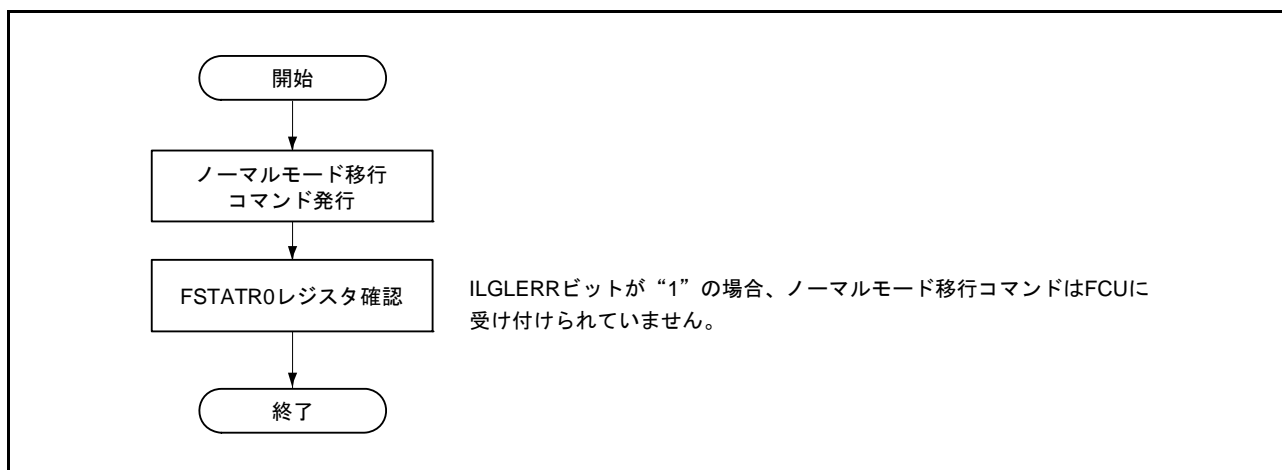 開始
ノーマルモード移行
コマンド発行
FSTATR0レジスタ確認
ILGLERRビットが“1”の場合、ノーマルモード移行コマンドはFCUに
受け付けられていません。
終了